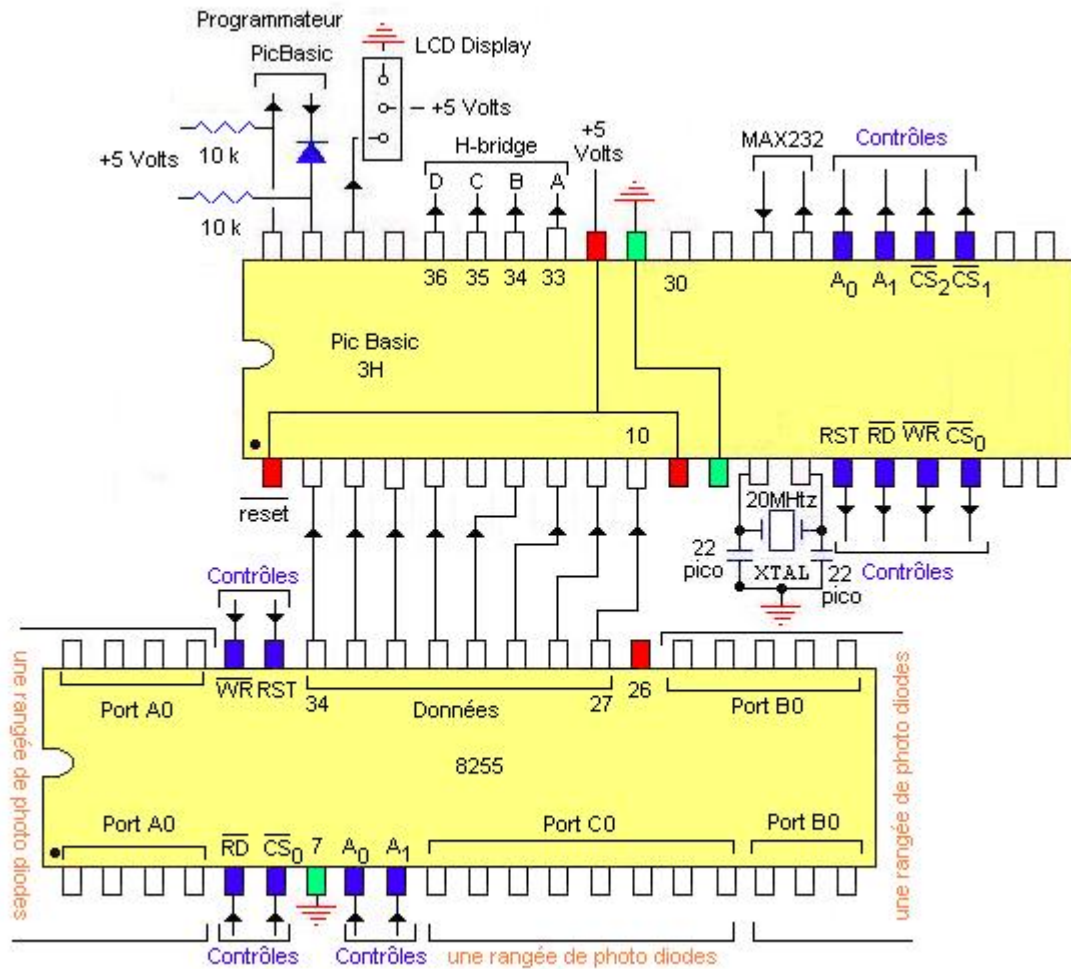 Programmateur
PicBasic
LCD Display
+5 Volts
+5 Volts
10 k
10 k
H-bridge
D C B A
+5
Volts
MAX232
Contrôles
36 35 34 33
30
A0 A1 CS2 CS1
Pic Basic
3H
10
RST RD WR CS0
reset
20MHtz
22
pico
XTAL
22
pico
Contrôles
Contrôles
une rangée de photo diodes
Port A0
WR RST
34
Données
27
26
Port B0
une rangée de photo diodes
8255
Port A0
RD CS0 7 A0 A1
Port C0
Port B0
Contrôles
Contrôles
une rangée de photo diodes